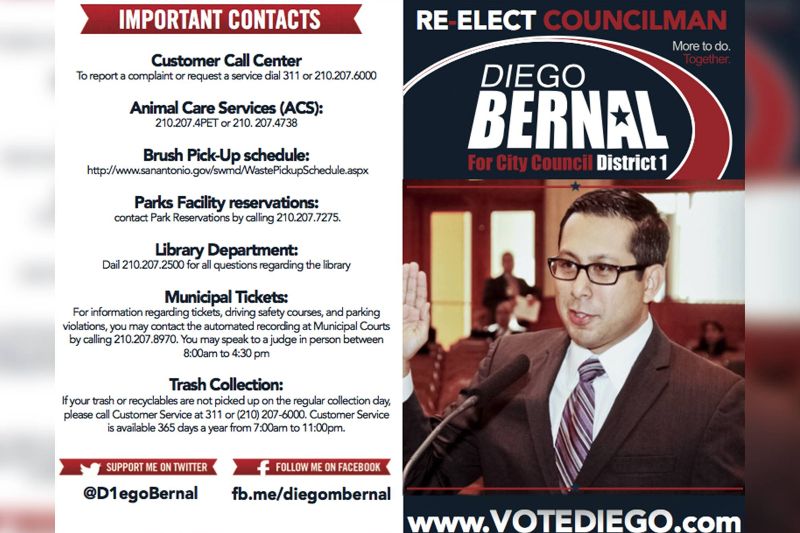 IMPORTANT CONTACTS
Customer Call Center
To report a complaint or request a service dial 311 or 210.207.6000
Animal Care Services (ACS):
210.207.4PET or 210. 207.4738
Brush Pick-Up schedule:
http://www.sanantonio.gov/swmd/WastePickupSchedule.aspx
Parks Facility reservations:
contact Park Reservations by calling 210.207.7275.
Library Department:
Dail 210.207.2500 for all questions regarding the library
Municipal Tickets:
For information regarding tickets, driving safety courses, and parking
violations, you may contact the automated recording at Municipal Courts
by calling 210.207.8970. You may speak to a judge in person between
8:00am to 4:30 pm
Trash Collection:
If your trash or recyclables are not picked up on the regular collection day,
please call Customer Service at 311 or (210) 207-6000. Customer Service
is available 365 days a year from 7:00am to 11:00pm.
SUPPORT ME ON TWITTER
@D1egoBernal
FOLLOW ME ON FACEBOOK
fb.me/diegombernal
RE-ELECT COUNCILMAN
More to do.
Together.
DIEGO
BERNAL
For City Council District 1
www.VOTEDIEGO.com